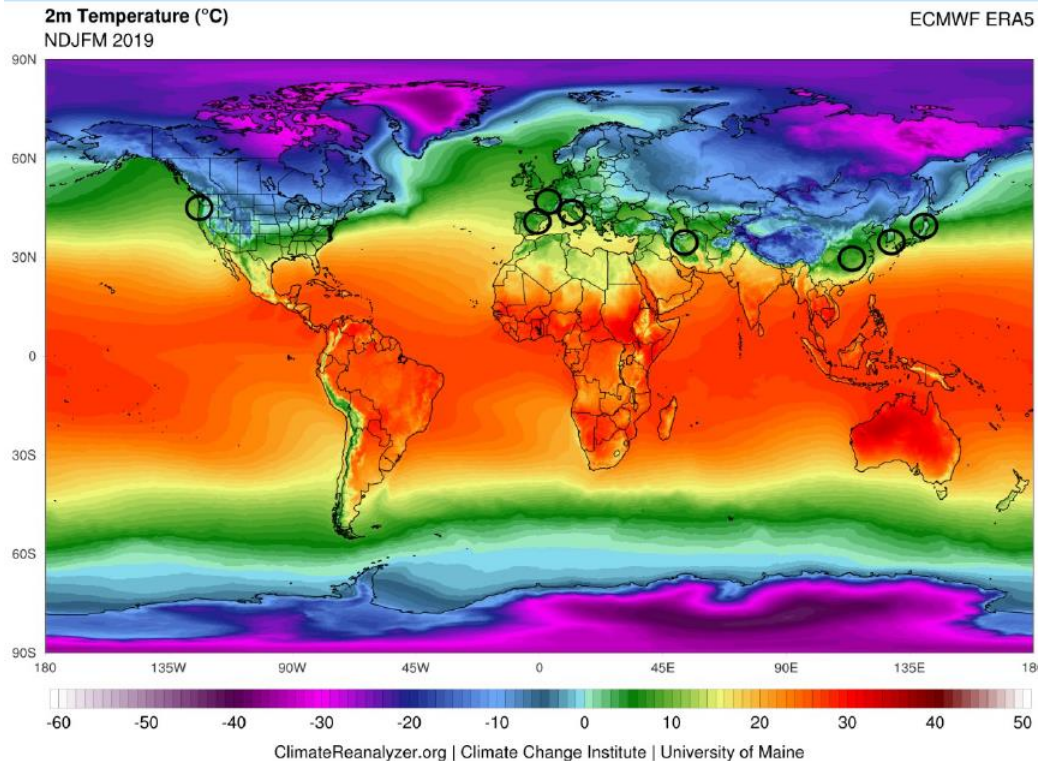 2m Temperature (°C)
ECMWF ERA5
NDJFM 2019
90N
60N
30N
0
30S
60S
90S
180 135W 90W 45W 0 45E 90E 135E 18
-60 -50 -40 -30 -20 -10 0 10 20 30 40 50
ClimateReanalyzer.org | Climate Change Institute | University of Maine